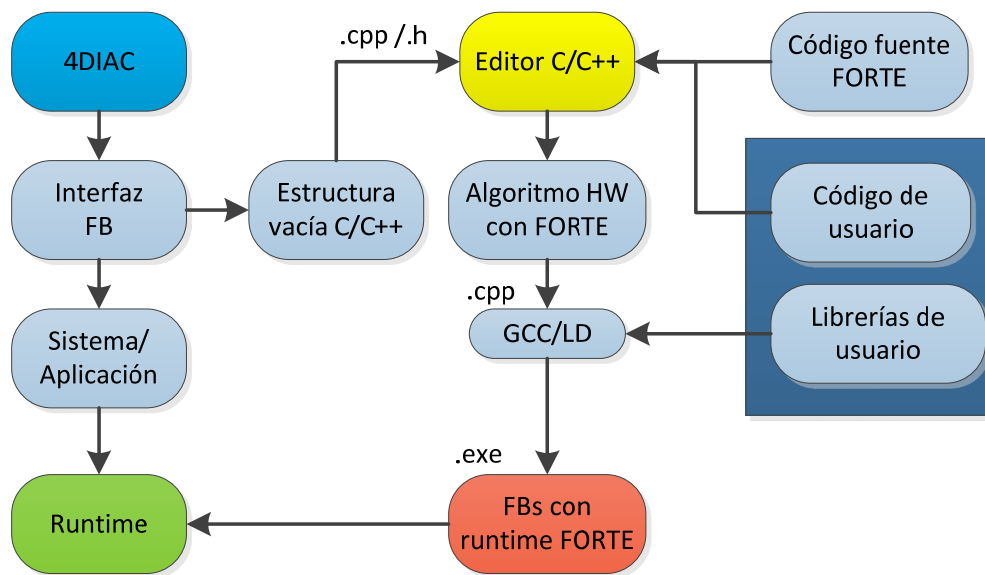 4DIAC
.cpp /.h
Editor C/C++
Código fuente
FORTE
Interfaz
FB
Estructura
vacía C/C++
Algoritmo HW
con FORTE
Código de
usuario
.cpp
Sistema/
Aplicación
GCC/LD
Librerías de
usuario
.exe
Runtime
FBs con
runtime FORTE